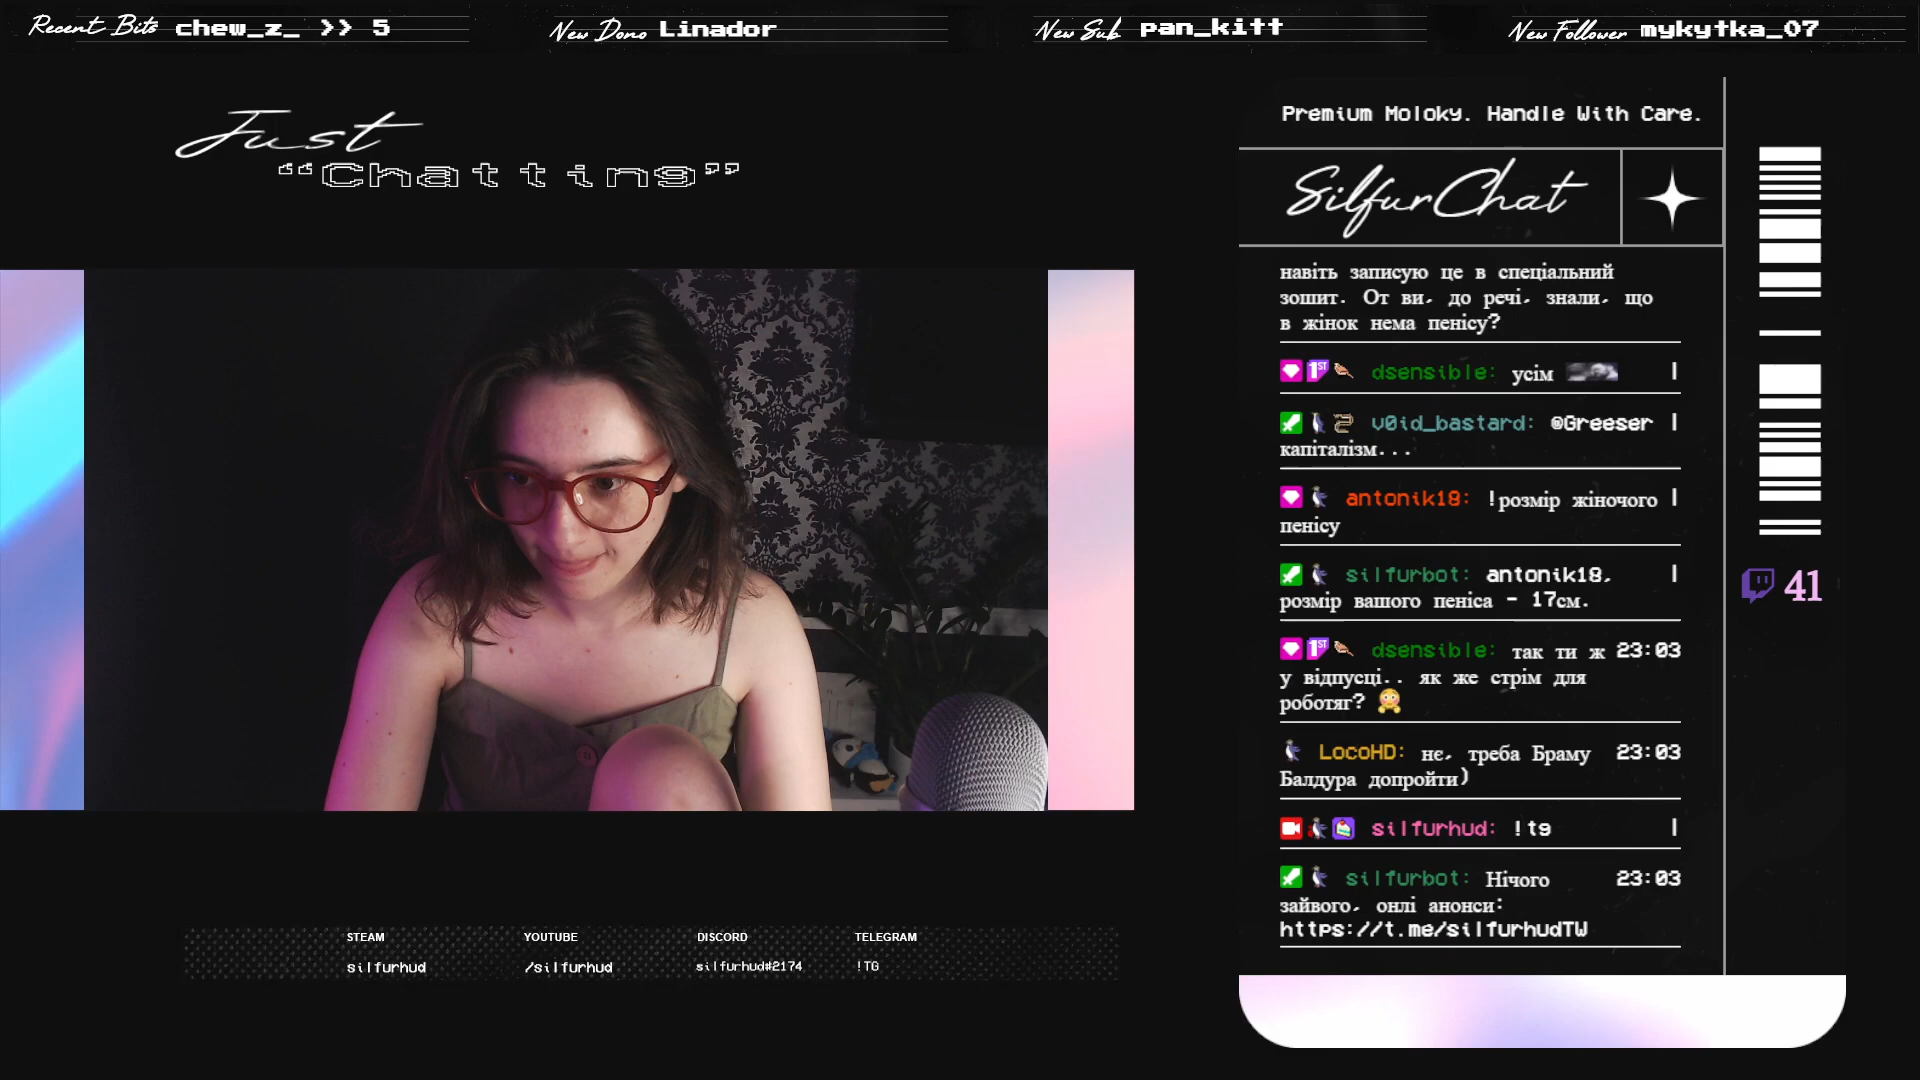 Recent Bits chew_z_ >> 5
New Dono Linador
New Sub pan_kitt
New Follower mykytka_07
Just
“Chatting”
Premium Moloky. Handle With Care.
SilfurChat
навіть записую це в спеціальний
зошит. От ви, до речі, знали, що
в жінок нема пенісу?
dsensible: усім
v0id_bastard: @Greeser
капіталізм...
antonik18: !розмір жіночого
пенісу
silfurbot: antonik18,
розмір вашого пеніса - 17см.
dsensible: так ти ж 23:03
у відпусці.. як же стрім для
роботяг?
LocoHD: нє, треба Браму 23:03
Балдура допройти)
silfurhud: !tg
silfurbot: Нічого 23:03
зайвого, онлі анонси:
https://t.me/silfurhudTW
41
STEAM YOUTUBE DISCORD TELEGRAM
silfurhud /silfurhud silfurhud#2174 !TG